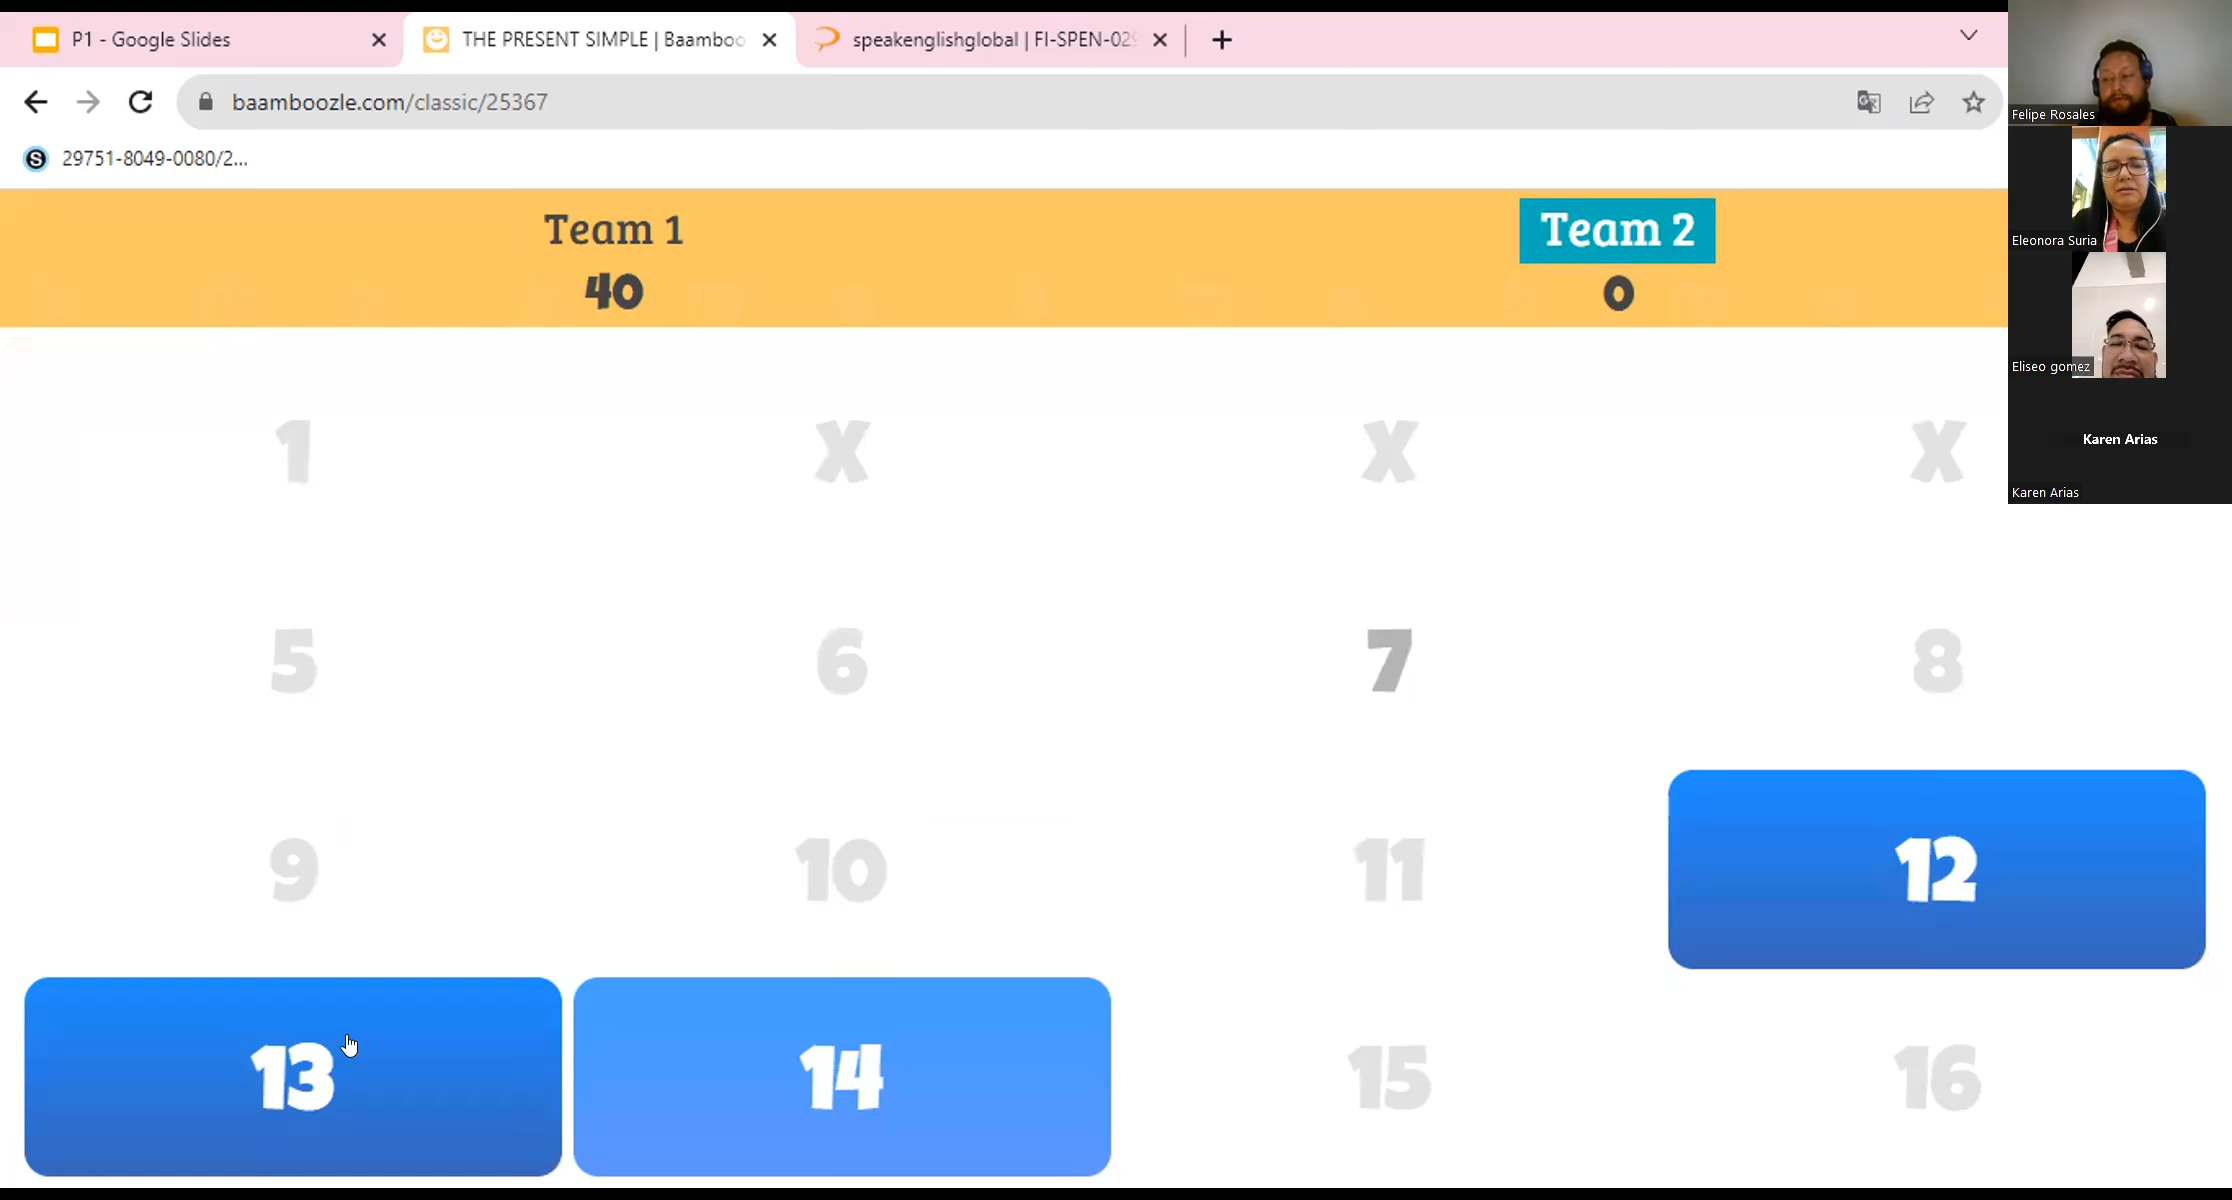 P1 - Google Slides
THE PRESENT SIMPLE | Baamboo
speakenglishglobal | FI-SPEN-029
baamboozle.com/classic/25367
29751-8049-0080/2...
Team 1
40
Team 2
0
1
X
X
X
5
6
7
8
9
10
11
12
13
14
15
16
Felipe Rosales
Eleonora Suria
Eliseo gomez
Karen Arias
Karen Arias